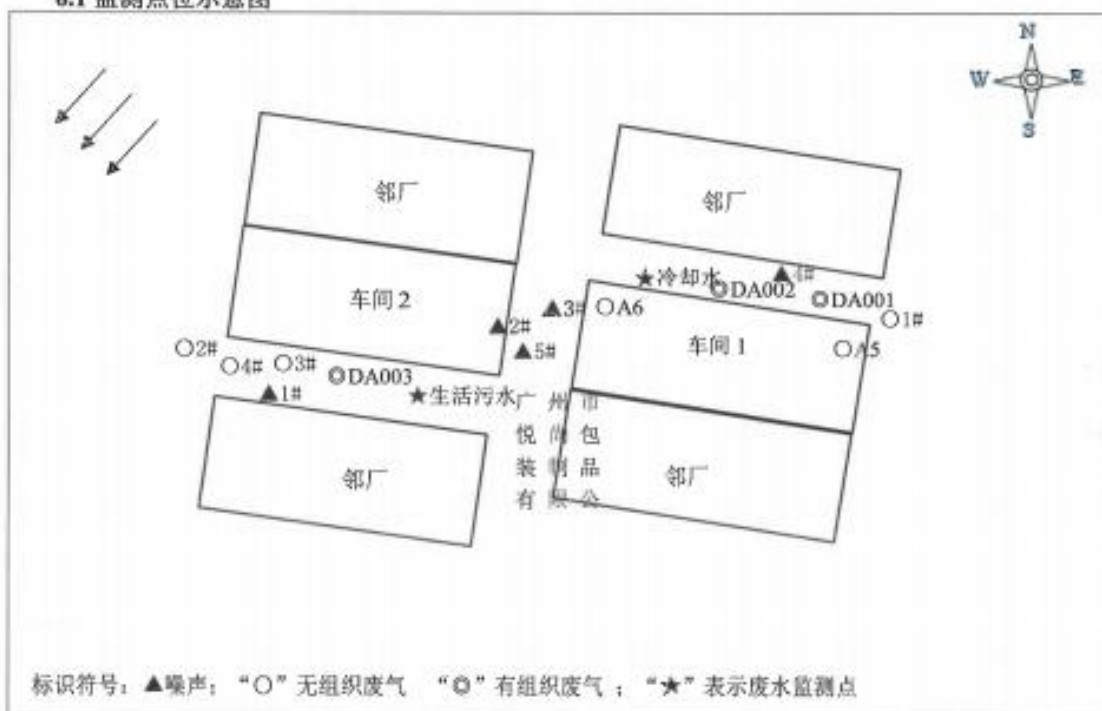 6.1 监测点位示意图
N
W E
S
邻厂
邻厂
车间 2
★冷却水
▲4#
◎DA002
◎DA001
○A6
○1#
▲3#
▲2#
车间 1
○A5
▲5#
○2#
○4#
○3#
◎DA003
★生活污水
▲1#
广州市
悦尚包
装制品
有限公
邻厂
邻厂
标识符号：▲噪声；“○”无组织废气 “◎”有组织废气 ；“★”表示废水监测点